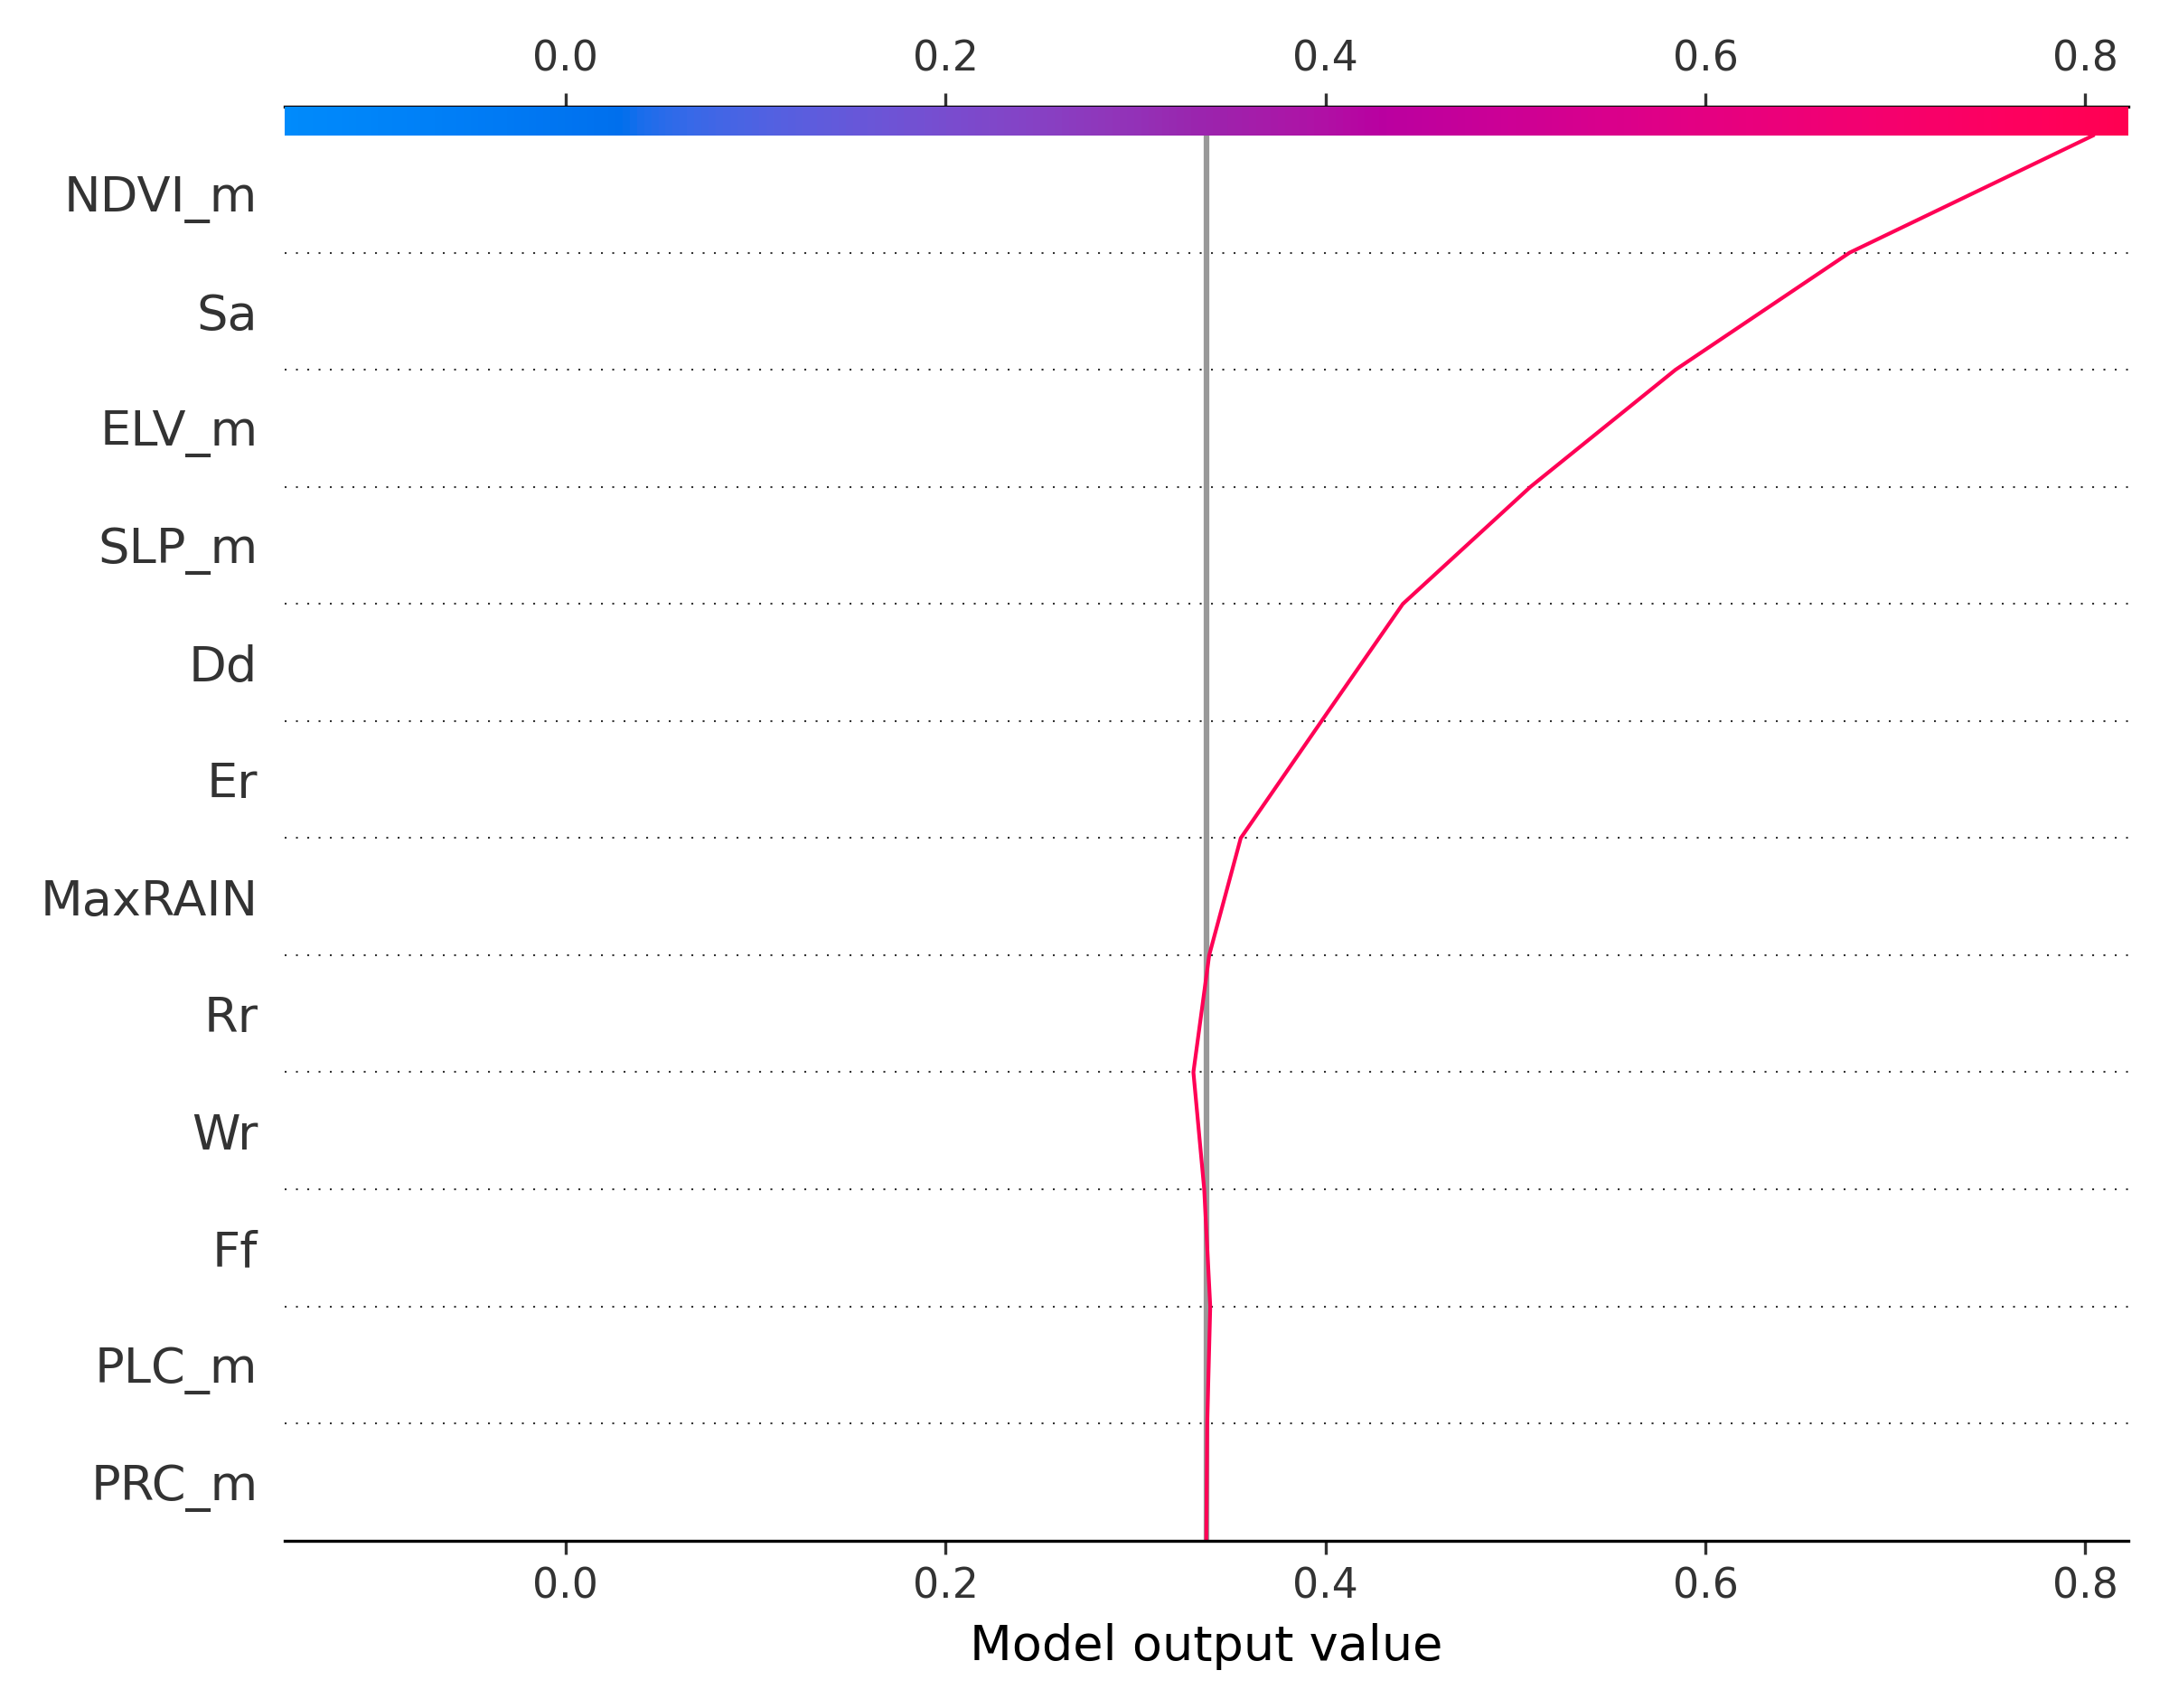 0.0 0.2 0.4 0.6 0.8
NDVI_m
Sa
ELV_m
SLP_m
Dd
Er
MaxRAIN
Rr
Wr
Ff
PLC_m
PRC_m
0.0 0.2 0.4 0.6 0.8
Model output value